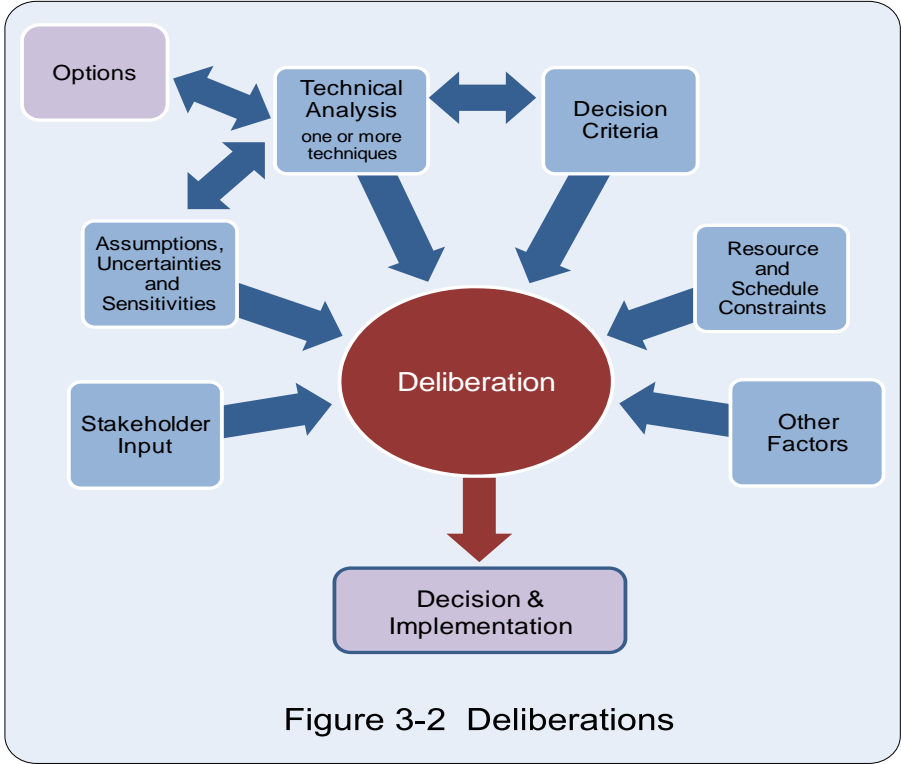 Options
Technical
Analysis
one or more
techniques
Decision
Criteria
Assumptions,
Uncertainties
and
Sensitivities
Resource
and
Schedule
Constraints
Deliberation
Stakeholder
Input
Other
Factors
Decision &
Implementation
Figure 3-2 Deliberations